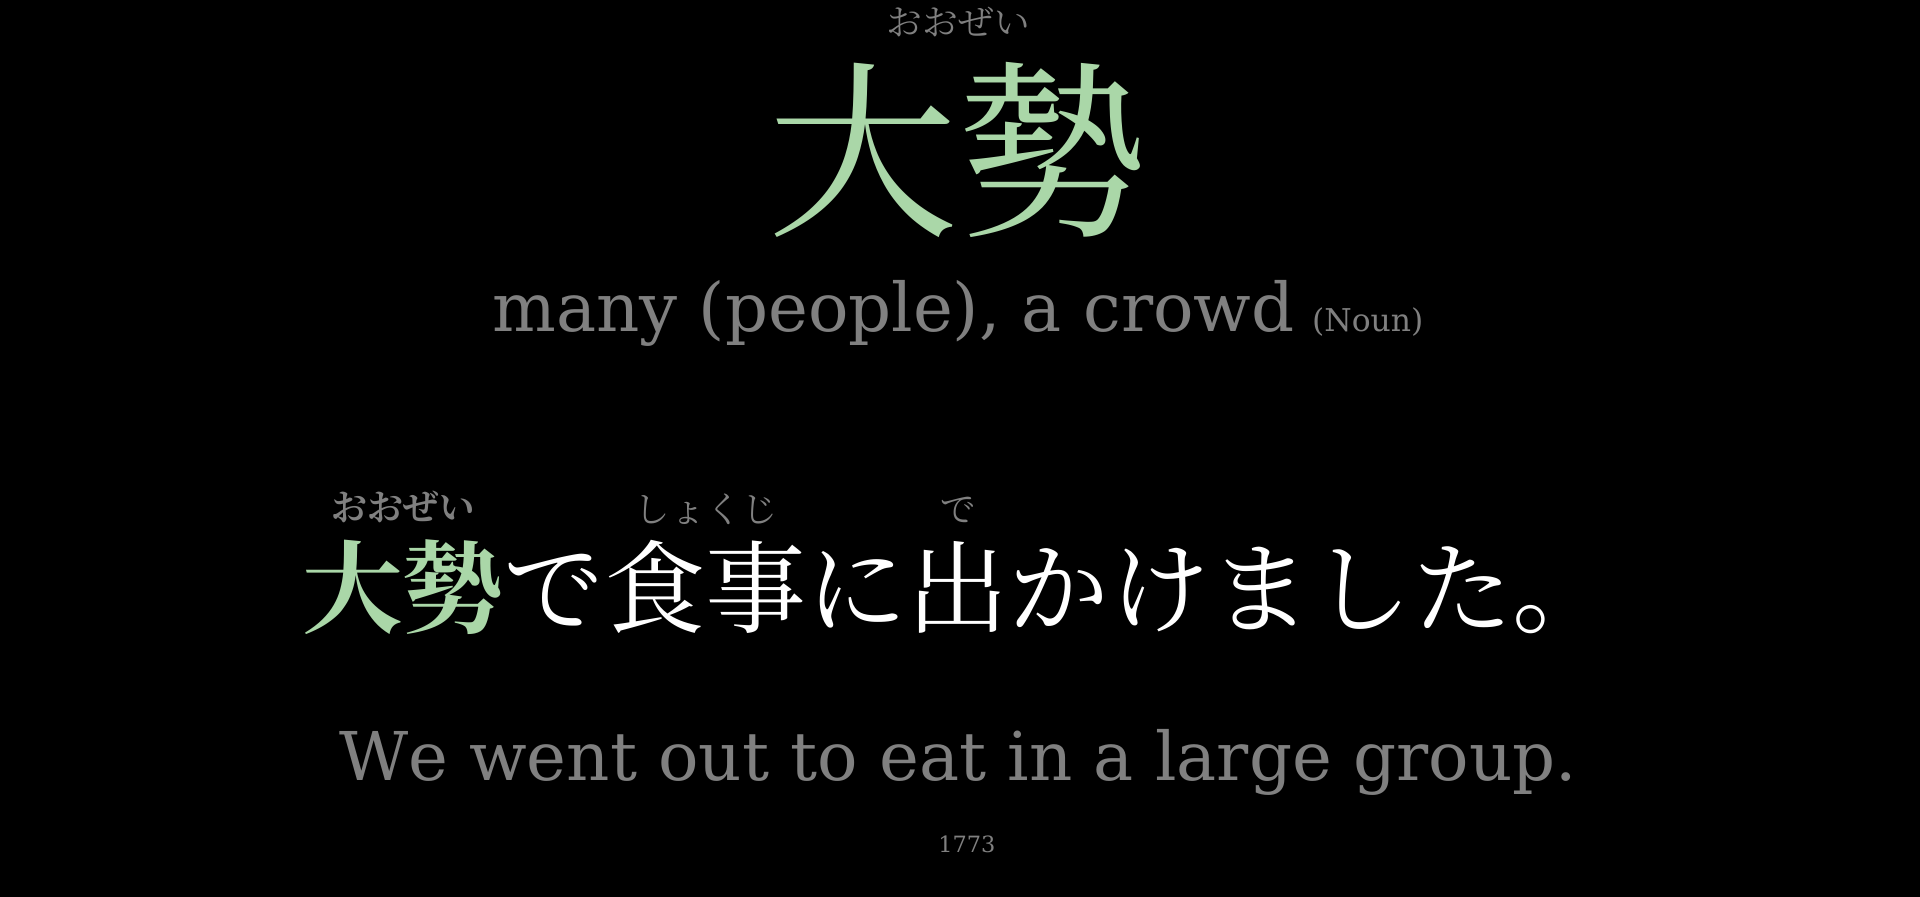 おおぜい
大勢
many (people), a crowd (Noun)
おおぜい しょくじ で
大勢で食事に出かけました。
We went out to eat in a large group.
1773